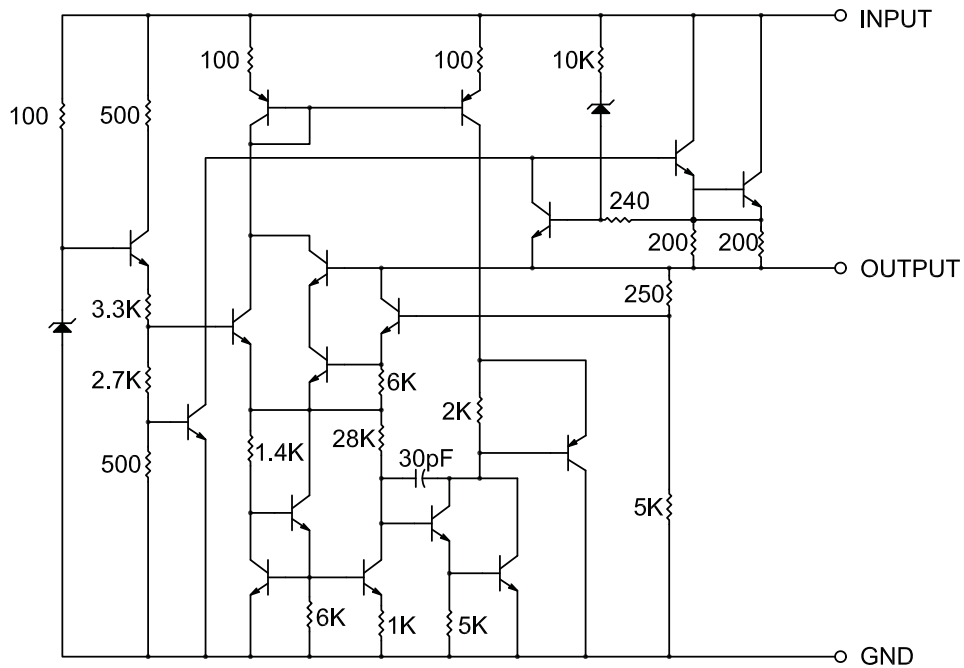 INPUT
100
100
10K
100
500
240
200
200
OUTPUT
250
3.3K
2.7K
6K
2K
28K
1.4K
30pF
500
5K
6K
1K
5K
GND